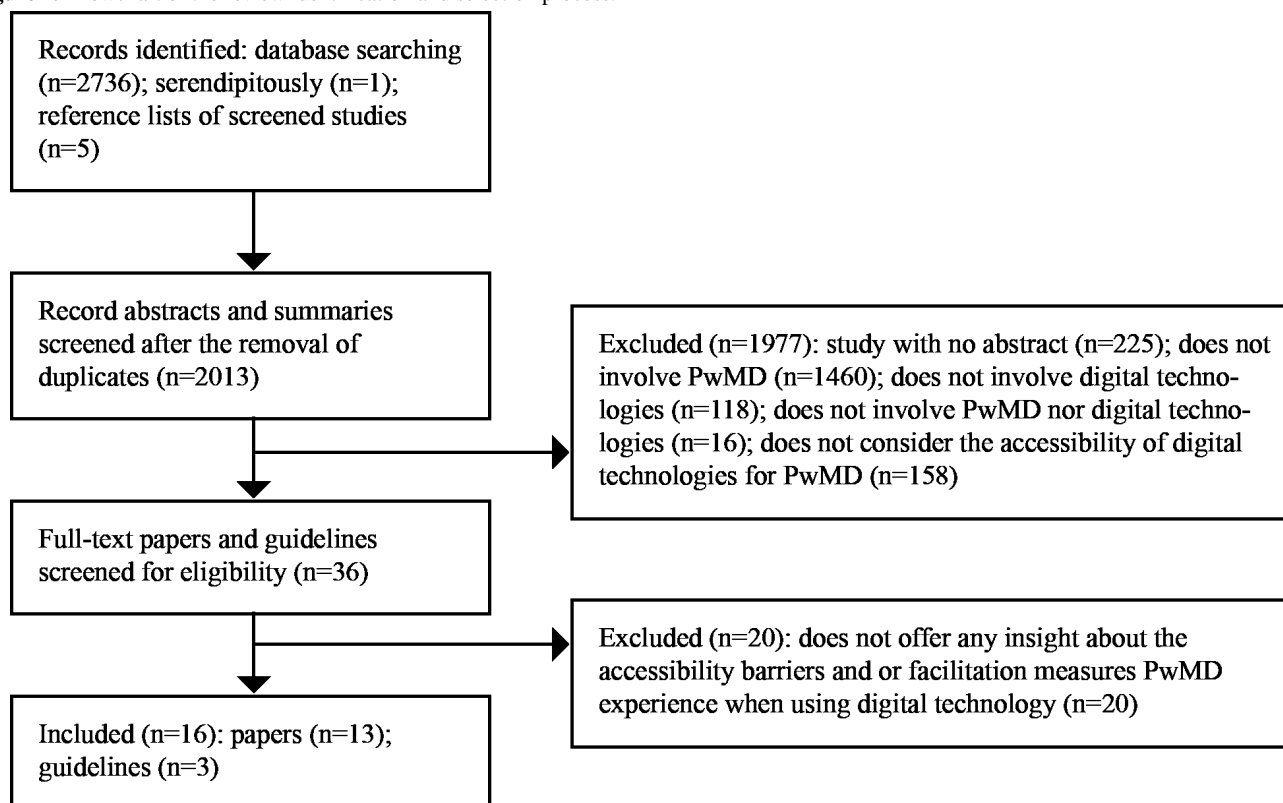 Records identified: database searching
(n=2736); serendipitously (n=1);
reference lists of screened studies
(n=5)
Record abstracts and summaries
screened after the removal of
duplicates (n=2013)
Excluded (n=1977): study with no abstract (n=225); does not
involve PwMD (n=1460); does not involve digital techno-
logies (n=118); does not involve PwMD nor digital techno-
logies (n=16); does not consider the accessibility of digital
technologies for PwMD (n=158)
Full-text papers and guidelines
screened for eligibility (n=36)
Excluded (n=20): does not offer any insight about the
accessibility barriers and or facilitation measures PwMD
experience when using digital technology (n=20)
Included (n=16): papers (n=13);
guidelines (n=3)